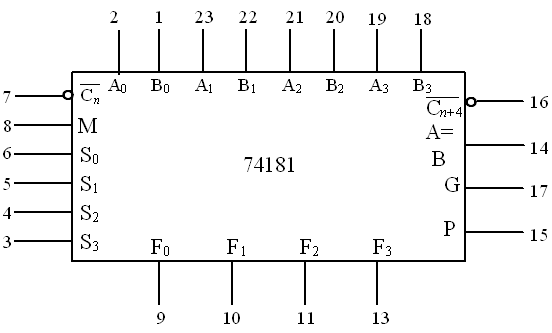 2 1 23 22 21 20 19 18
7 C̅n̅ A₀ B₀ A₁ B₁ A₂ B₂ A₃ B₃
C̅n̅+̅4̅ 16
8 M
A= 14
6 S₀
B
74181
5 S₁
G 17
4 S₂
P 15
3 S₃
F₀ F₁ F₂ F₃
9 10 11 13